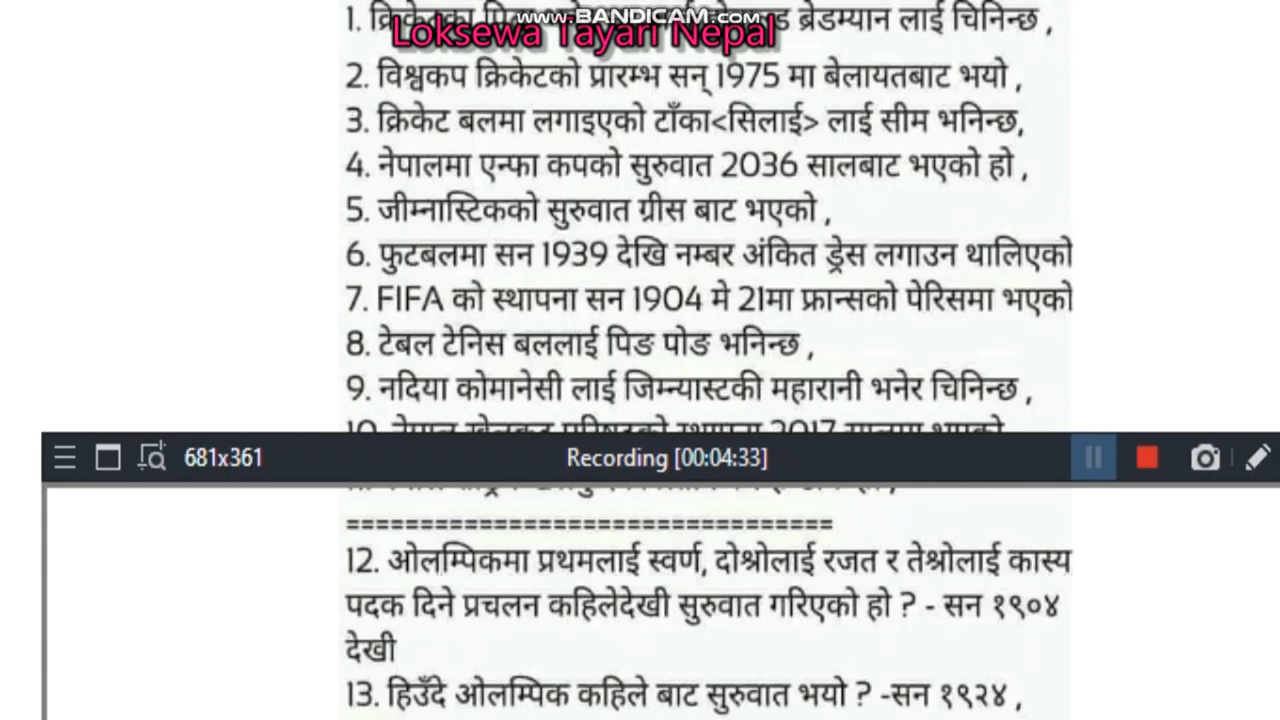 www.BANDICAM.com
Loksewa Tayari Nepal
1. ब्रेडम्यान लाई चिनिन्छ ,
2. विश्वकप क्रिकेटको प्रारम्भ सन् 1975 मा बेलायतबाट भयो ,
3. क्रिकेट बलमा लगाइएको टाँका<सिलाई> लाई सीम भनिन्छ,
4. नेपालमा एन्फा कपको सुरुवात 2036 सालबाट भएको हो ,
5. जीम्नास्टिकको सुरुवात ग्रीस बाट भएको ,
6. फुटबलमा सन 1939 देखि नम्बर अंकित ड्रेस लगाउन थालिएको
7. FIFA को स्थापना सन 1904 मे 21मा फ्रान्सको पेरिसमा भएको
8. टेबल टेनिस बललाई पिङ पोङ भनिन्छ ,
9. नदिया कोमानेसी लाई जिम्न्यास्टकी महारानी भनेर चिनिन्छ ,
681x361 Recording [00:04:33]
================================
12. ओलम्पिकमा प्रथमलाई स्वर्ण, दोश्रोलाई रजत र तेश्रोलाई कास्य
पदक दिने प्रचलन कहिलेदेखी सुरुवात गरिएको हो ? - सन १९०४
देखी
13. हिउँदे ओलम्पिक कहिले बाट सुरुवात भयो ? -सन १९२४ ,